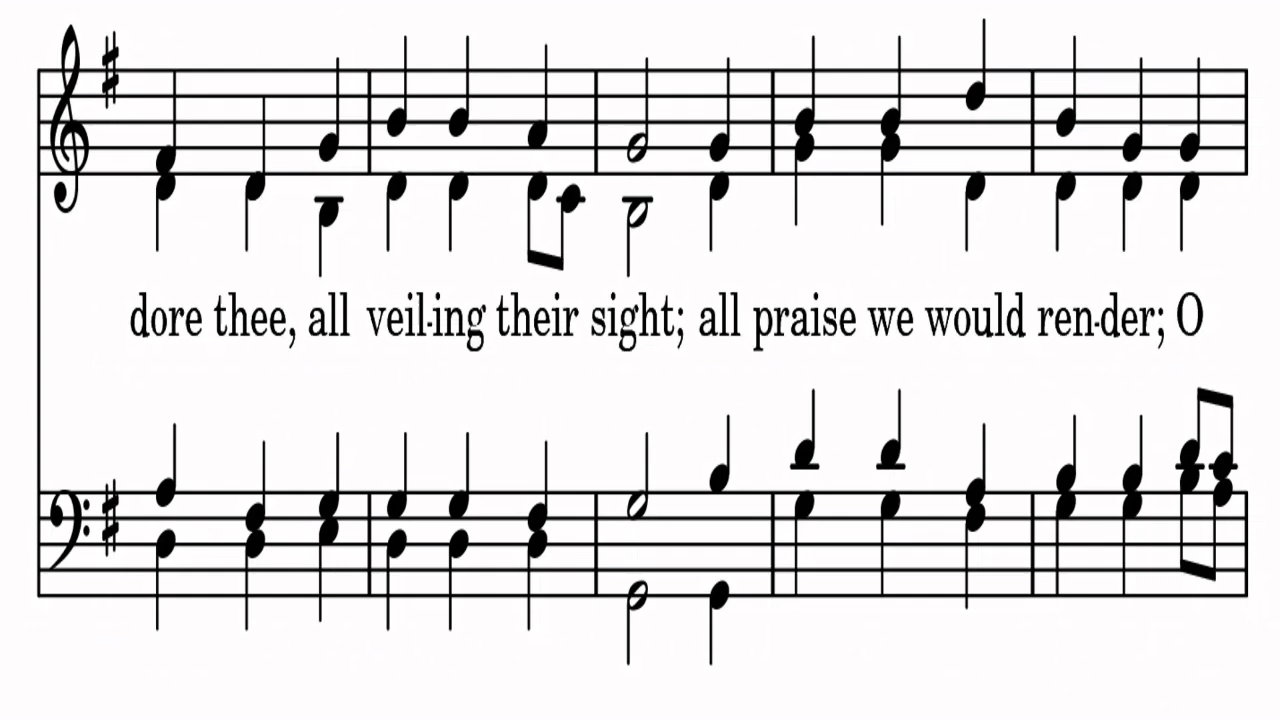 dore thee, all veil-ing their sight; all praise we would ren-der; O